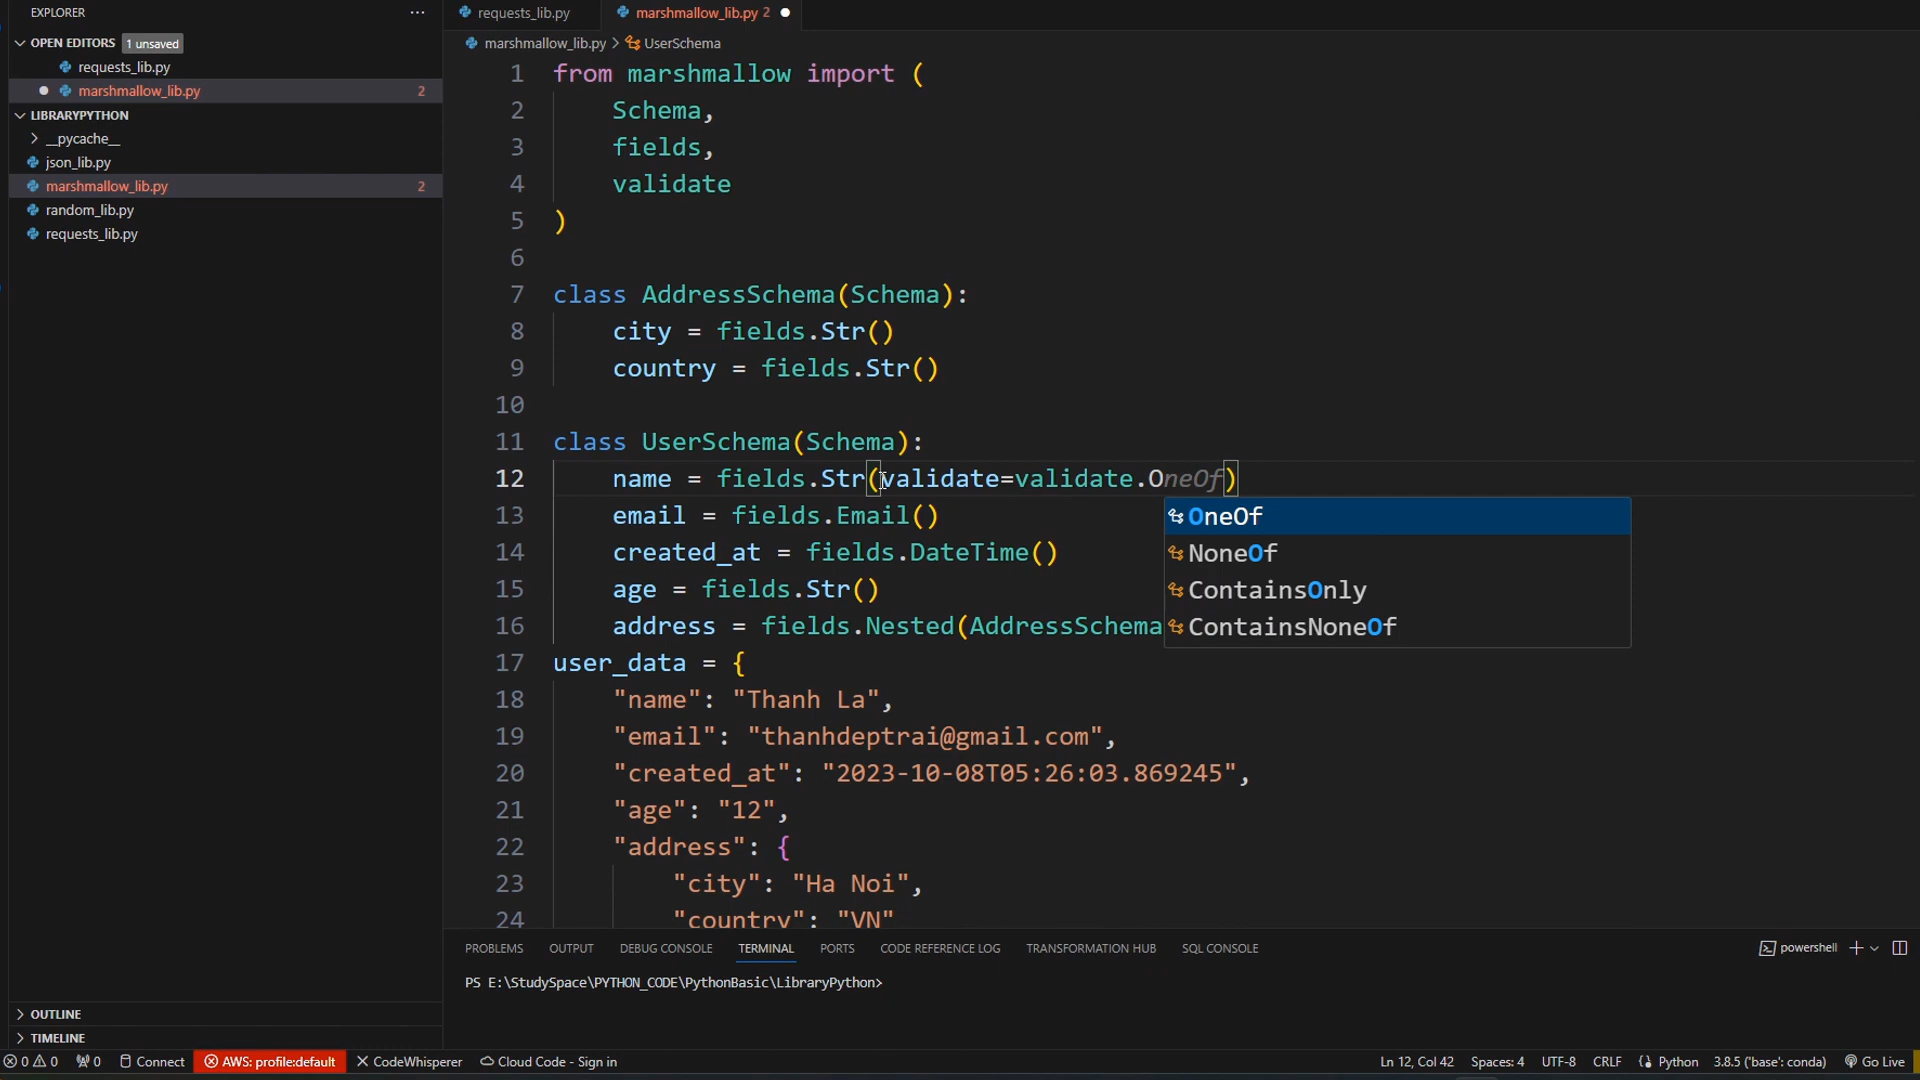 EXPLORER
OPEN EDITORS 1 unsaved
requests_lib.py
marshmallow_lib.py 2
LIBRARYPYTHON
__pycache__
json_lib.py
marshmallow_lib.py 2
random_lib.py
requests_lib.py
OUTLINE
TIMELINE
requests_lib.py marshmallow_lib.py 2
marshmallow_lib.py > UserSchema
1 from marshmallow import (
2 Schema,
3 fields,
4 validate
5 )
6
7 class AddressSchema(Schema):
8 city = fields.Str()
9 country = fields.Str()
10
11 class UserSchema(Schema):
12 name = fields.Str(validate=validate.OneOf)
13 email = fields.Email()
14 created_at = fields.DateTime()
15 age = fields.Str()
16 address = fields.Nested(AddressSchema
OneOf
NoneOf
ContainsOnly
ContainsNoneOf
17 user_data = {
18 "name": "Thanh La",
19 "email": "thanhdeptrai@gmail.com",
20 "created_at": "2023-10-08T05:26:03.869245",
21 "age": "12",
22 "address": {
23 "city": "Ha Noi",
24 "country": "VN"
PROBLEMS OUTPUT DEBUG CONSOLE TERMINAL PORTS CODE REFERENCE LOG TRANSFORMATION HUB SQL CONSOLE powershell
PS E:\StudySpace\PYTHON_CODE\PythonBasic\LibraryPython>
0 0 0 Connect AWS: profile:default CodeWhisperer Cloud Code - Sign in Ln 12, Col 42 Spaces: 4 UTF-8 CRLF Python 3.8.5 ('base': conda) Go Live